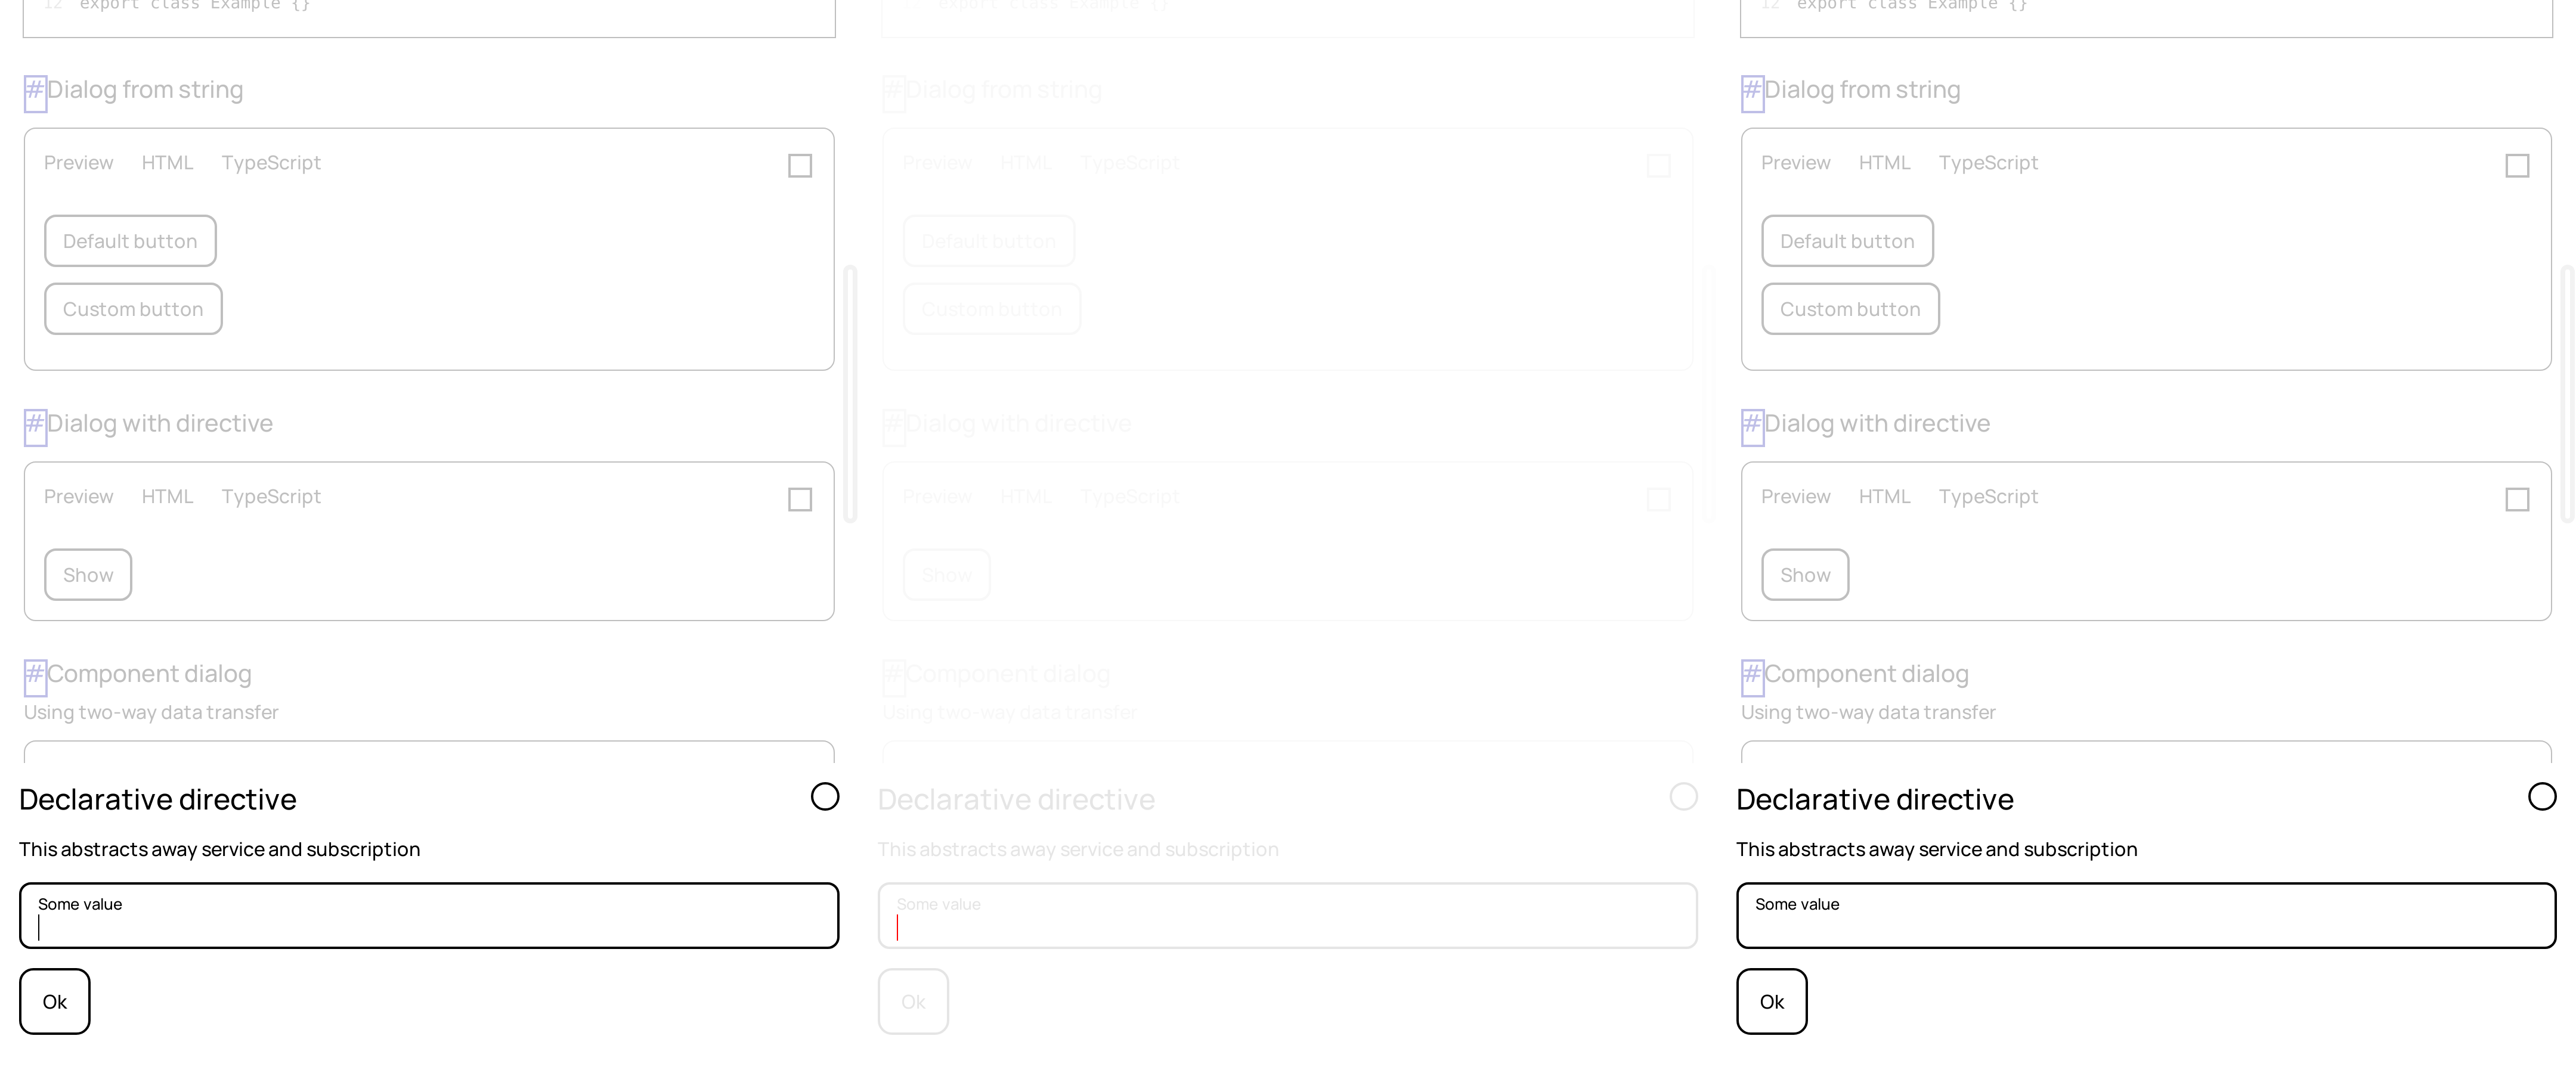 12 export class Example {}
#Dialog from string
Preview HTML TypeScript
Default button
Custom button
#Dialog with directive
Preview HTML TypeScript
Show
#Component dialog
Using two-way data transfer
Declarative directive
This abstracts away service and subscription
Some value
Ok
12 export class Example {}
#Dialog from string
Preview HTML TypeScript
Default button
Custom button
#Dialog with directive
Preview HTML TypeScript
Show
#Component dialog
Using two-way data transfer
Declarative directive
This abstracts away service and subscription
Some value
Ok
12 export class Example {}
#Dialog from string
Preview HTML TypeScript
Default button
Custom button
#Dialog with directive
Preview HTML TypeScript
Show
#Component dialog
Using two-way data transfer
Declarative directive
This abstracts away service and subscription
Some value
Ok